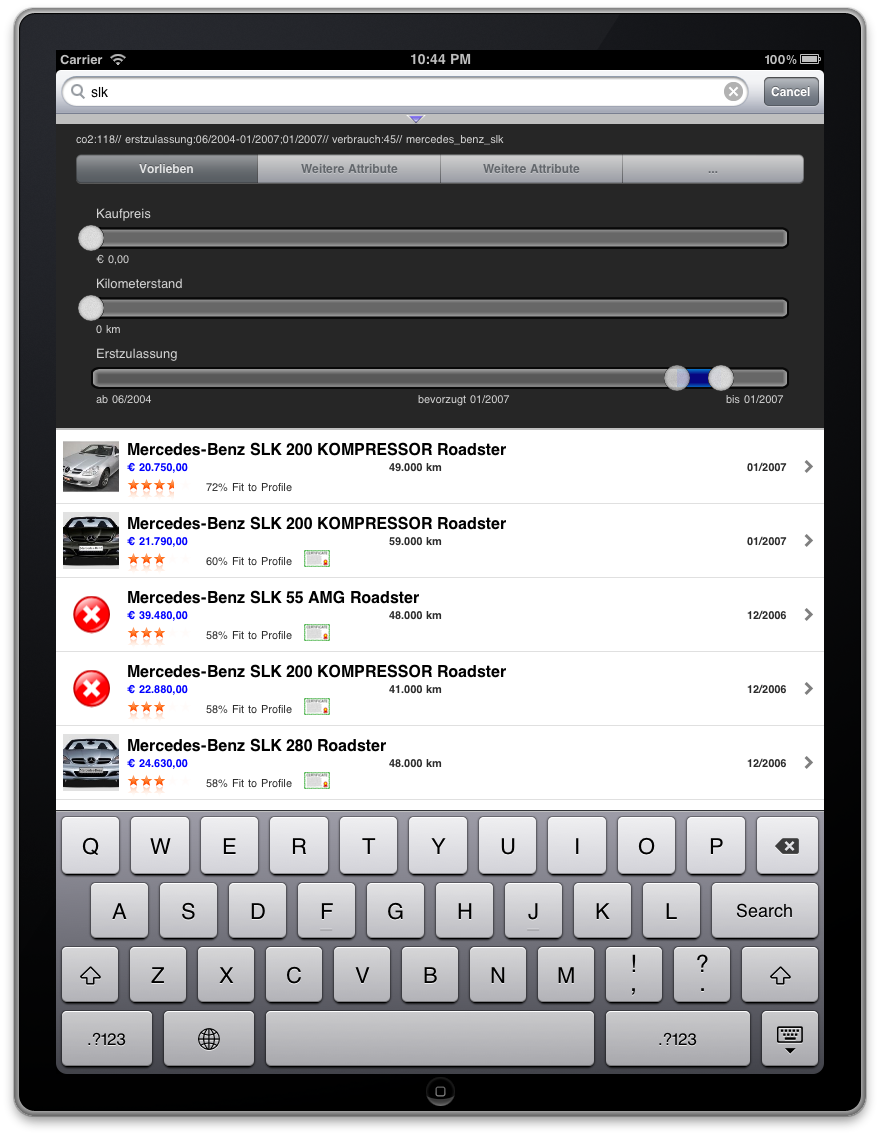 Carrier 10:44 PM 100%
slk Cancel
co2:118// erstzulassung:06/2004-01/2007;01/2007// verbrauch:45// mercedes_benz_slk
Vorlieben Weitere Attribute Weitere Attribute ...
Kaufpreis
€ 0,00
Kilometerstand
0 km
Erstzulassung
ab 06/2004 bevorzugt 01/2007 bis 01/2007
Mercedes-Benz SLK 200 KOMPRESSOR Roadster
€ 20.750,00 49.000 km 01/2007
72% Fit to Profile
Mercedes-Benz SLK 200 KOMPRESSOR Roadster
€ 21.790,00 59.000 km 01/2007
60% Fit to Profile
Mercedes-Benz SLK 55 AMG Roadster
€ 39.480,00 48.000 km 12/2006
58% Fit to Profile
Mercedes-Benz SLK 200 KOMPRESSOR Roadster
€ 22.880,00 41.000 km 12/2006
58% Fit to Profile
Mercedes-Benz SLK 280 Roadster
€ 24.630,00 48.000 km 12/2006
58% Fit to Profile
Q W E R T Y U I O P
A S D F G H J K L Search
Z X C V B N M ! , ? .
.?123 .?123